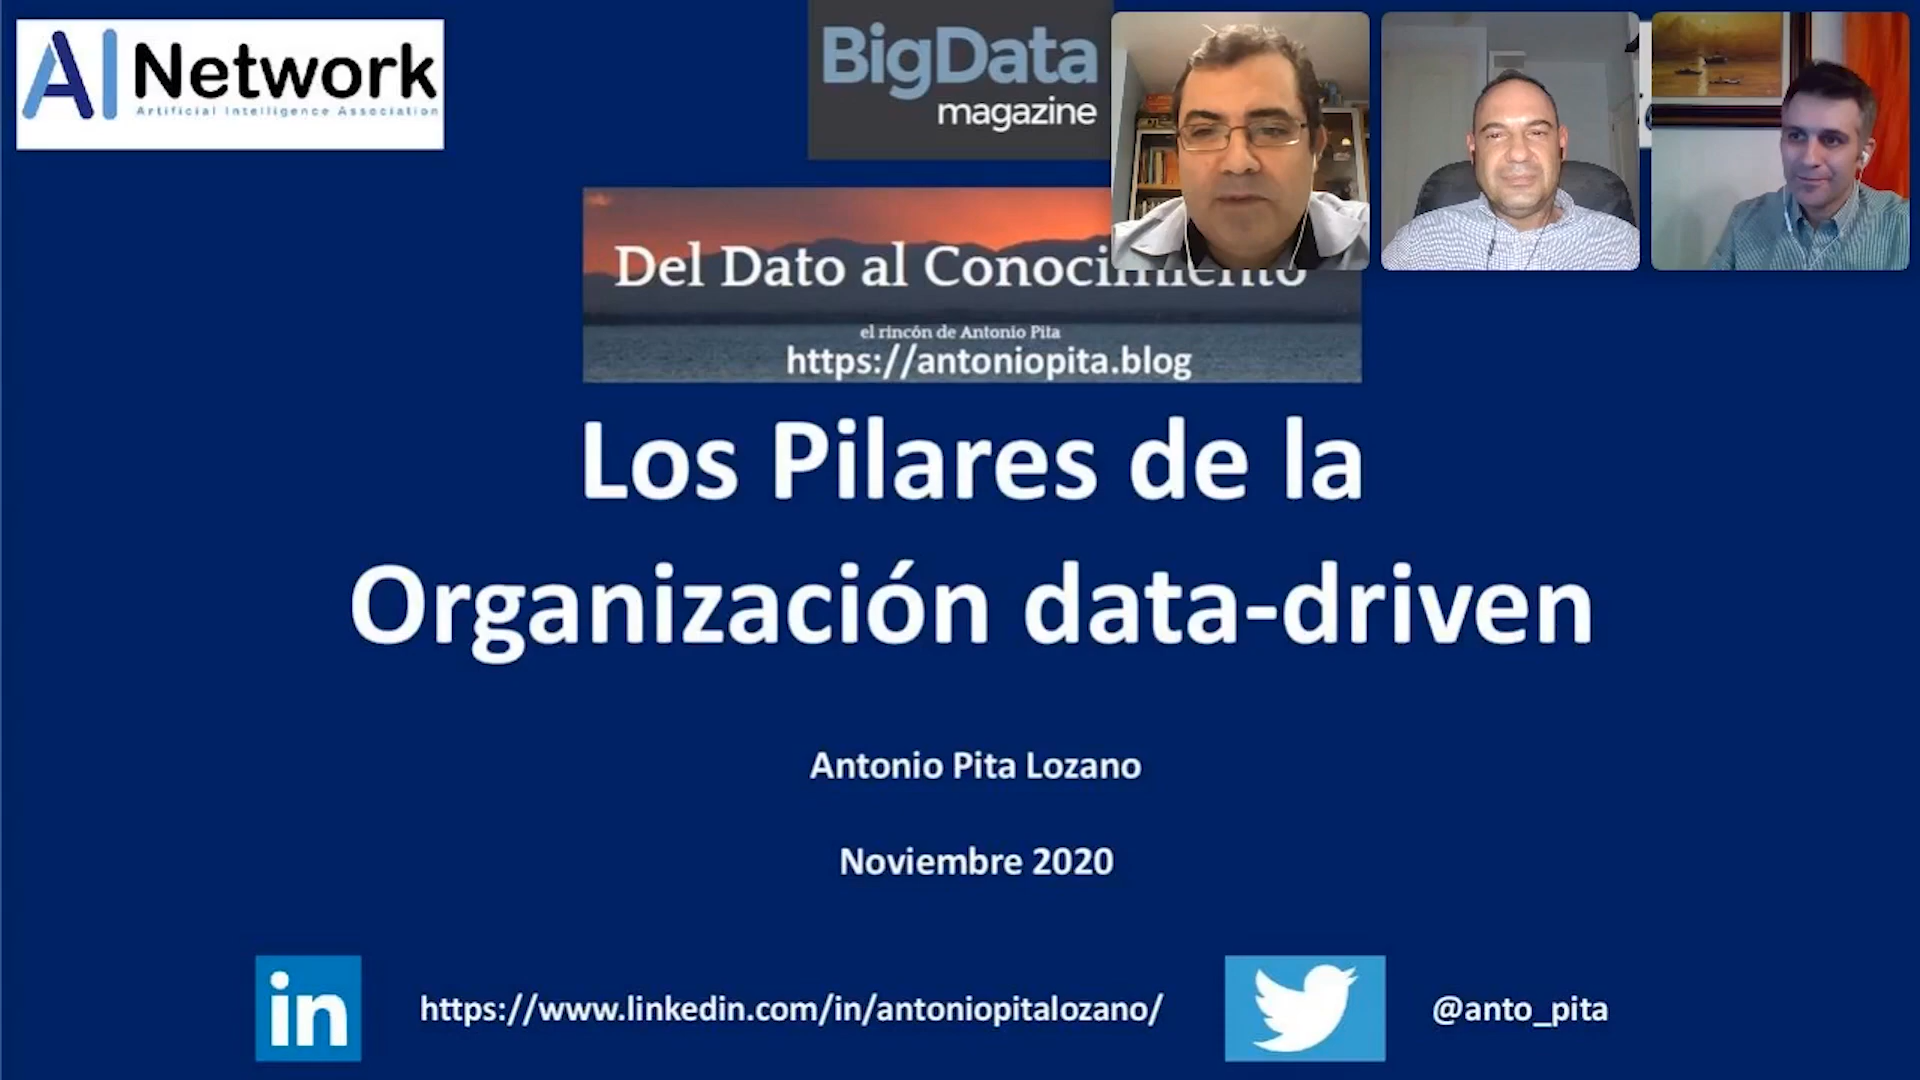 AI Network
Artificial Intelligence Association
BigData
magazine
Del Dato al Conocimiento
el rincón de Antonio Pita
https://antoniopita.blog
Los Pilares de la
Organización data-driven
Antonio Pita Lozano
Noviembre 2020
in
https://www.linkedin.com/in/antoniopitalozano/
@anto_pita